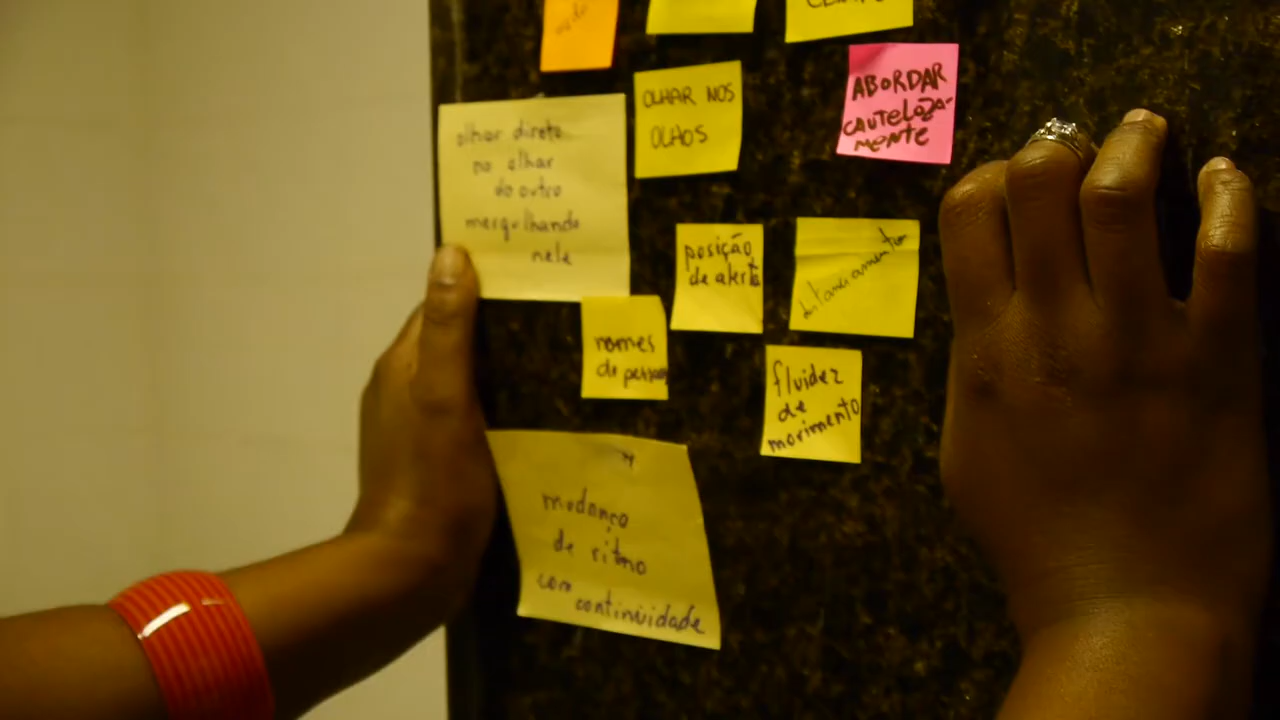 OLHAR NOS
OLHOS
ABORDAR
CAUTELOZA-
MENTE
olhar direto
no olhar
do outro
mergulhando
nele
posição
de alerta
distanciamento
nomes
de pessoas
fluidez
de
movimento
mudança
de ritmo
com
continuidade